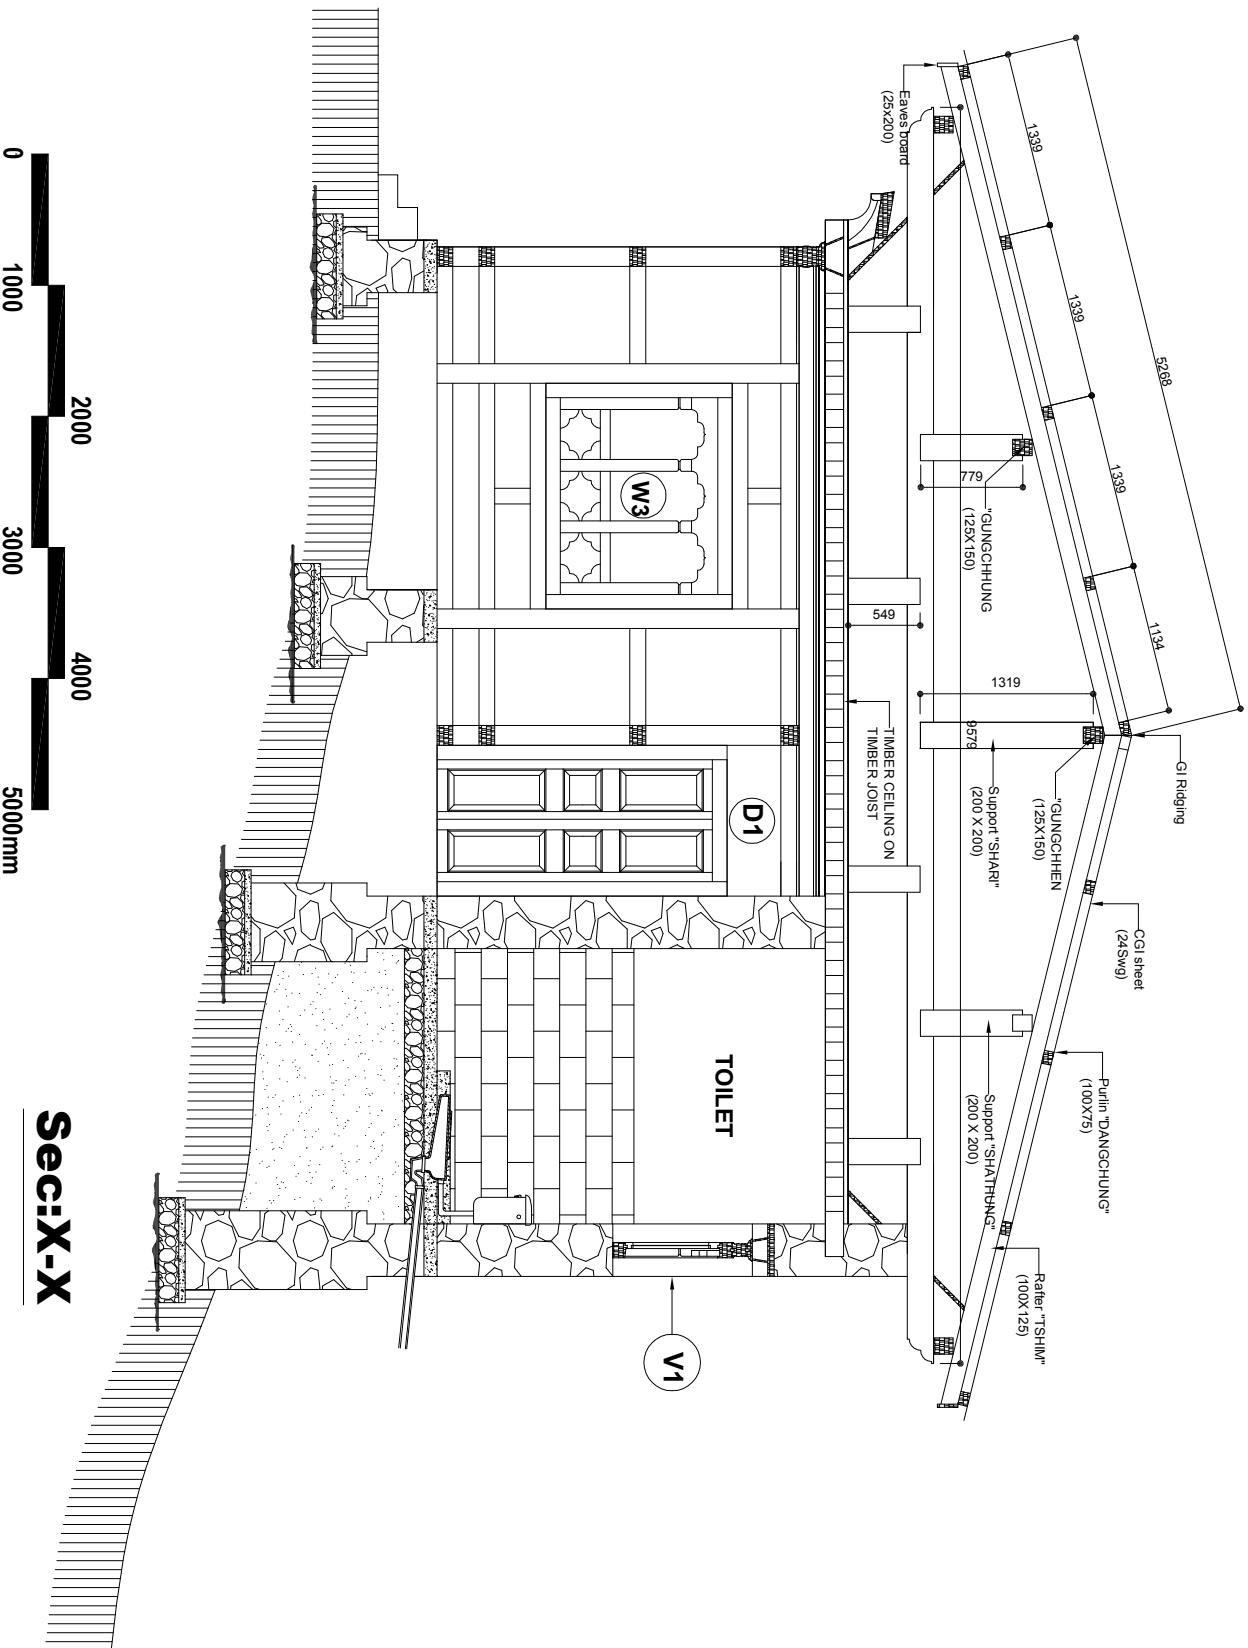 5268
1339
1339
1339
1134
Eaves board
(25x200)
779
"GUNGCHHUNG
(125X150)
549
1319
9579
GI Ridging
"GUNGCHHEN
(125X150)
Support "SHARI"
(200 X 200)
TIMBER CEILING ON
TIMBER JOIST
CGI sheet
(24Swg)
Purlin "DANGCHUNG"
(100X75)
Support "SHATHUNG"
(200 X 200)
Rafter "TSHIM"
(100X125)
W3
D1
TOILET
V1
0
1000
2000
3000
4000
5000mm
Sec:X-X